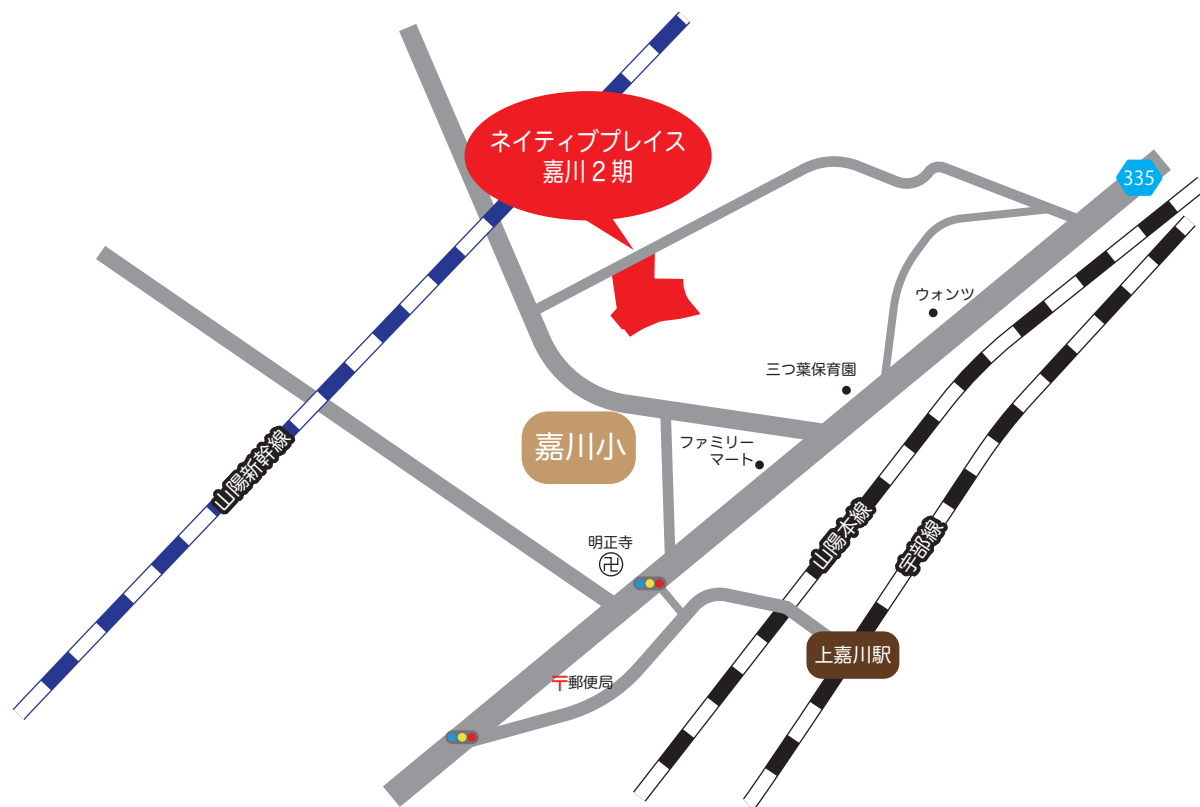 ネイティブプレイス
嘉川2期
335
ウォンツ
三つ葉保育園
嘉川小
ファミリー
マート
山陽新幹線
山陽本線
宇部線
明正寺
卍
上嘉川駅
〒郵便局